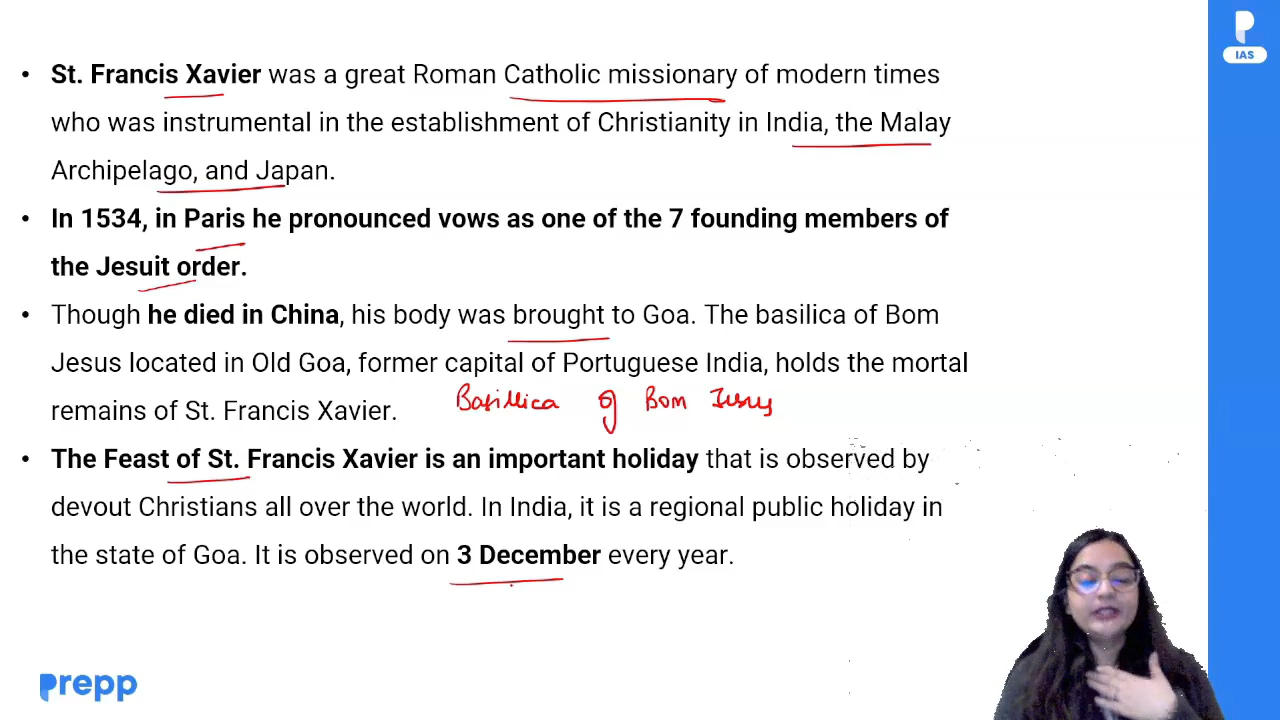 IAS
• St. Francis Xavier was a great Roman Catholic missionary of modern times
who was instrumental in the establishment of Christianity in India, the Malay
Archipelago, and Japan.
• In 1534, in Paris he pronounced vows as one of the 7 founding members of
the Jesuit order.
• Though he died in China, his body was brought to Goa. The basilica of Bom
Jesus located in Old Goa, former capital of Portuguese India, holds the mortal
remains of St. Francis Xavier.
Basillica of Bom Jesus
• The Feast of St. Francis Xavier is an important holiday that is observed by
devout Christians all over the world. In India, it is a regional public holiday in
the state of Goa. It is observed on 3 December every year.
prepp